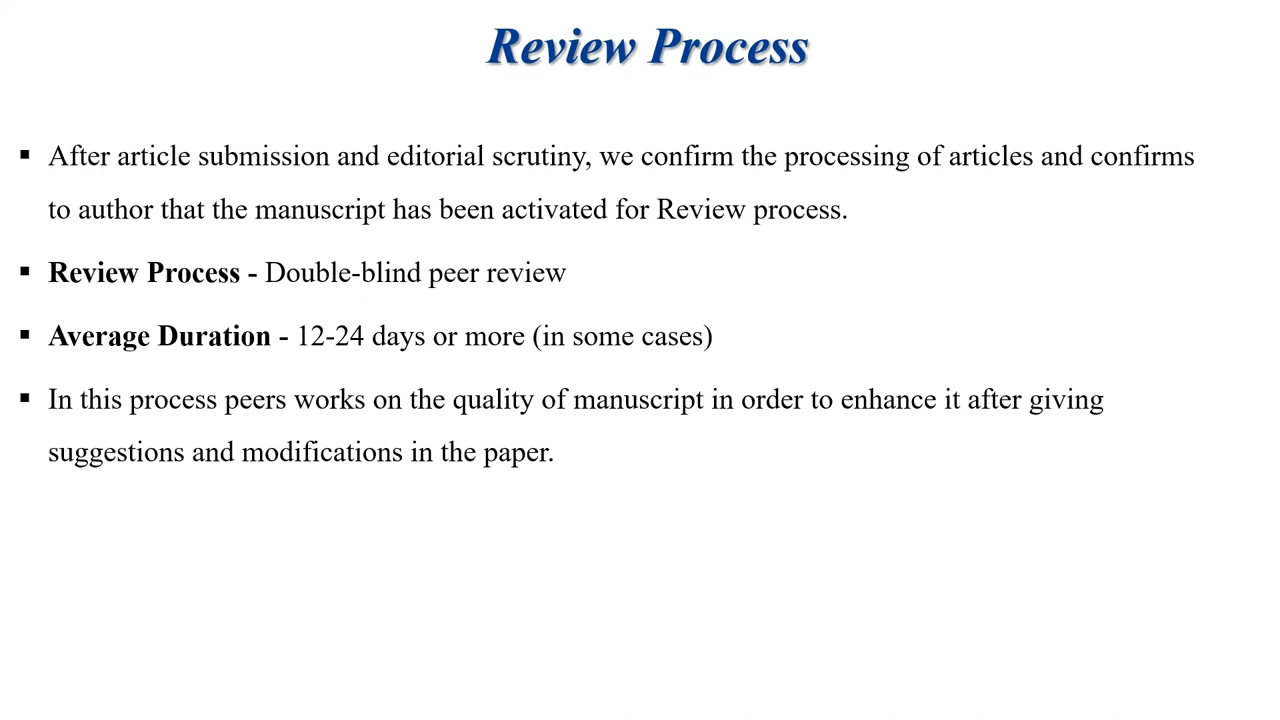 Review Process
▪ After article submission and editorial scrutiny, we confirm the processing of articles and confirms
to author that the manuscript has been activated for Review process.
▪ Review Process - Double-blind peer review
▪ Average Duration - 12-24 days or more (in some cases)
▪ In this process peers works on the quality of manuscript in order to enhance it after giving
suggestions and modifications in the paper.